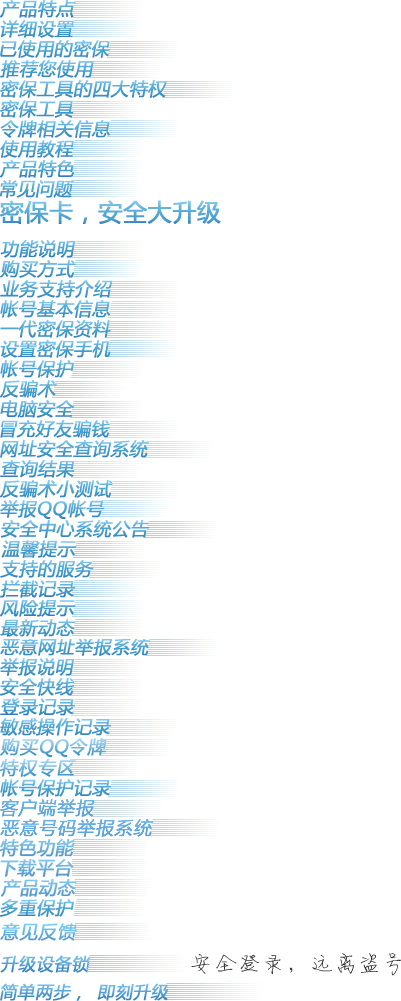 产品特点
详细设置
已使用的密保
推荐您使用
密保工具的四大特权
密保工具
令牌相关信息
使用教程
产品特色
常见问题
密保卡，安全大升级
功能说明
购买方式
业务支持介绍
帐号基本信息
一代密保资料
设置密保手机
帐号保护
反骗术
电脑安全
冒充好友骗钱
网址安全查询系统
查询结果
反骗术小测试
举报QQ帐号
安全中心系统公告
温馨提示
支持的服务
拦截记录
风险提示
最新动态
恶意网址举报系统
举报说明
安全快线
登录记录
敏感操作记录
购买QQ令牌
特权专区
帐号保护记录
客户端举报
恶意号码举报系统
特色功能
下载平台
产品动态
多重保护
意见反馈
升级设备锁 安全登录，远离盗号
简单两步，即刻升级